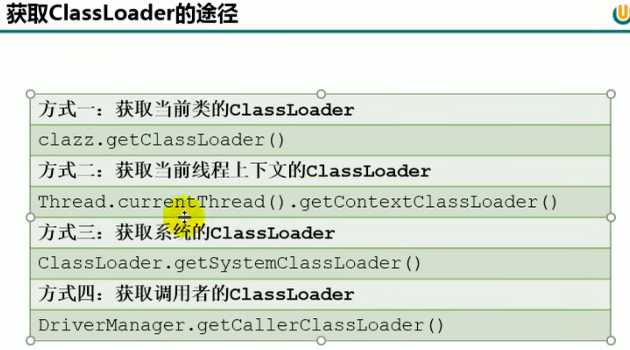 获取ClassLoader的途径
方式一：获取当前类的ClassLoader
clazz.getClassLoader()
方式二：获取当前线程上下文的ClassLoader
Thread.currentThread().getContextClassLoader()
方式三：获取系统的ClassLoader
ClassLoader.getSystemClassLoader()
方式四：获取调用者的ClassLoader
DriverManager.getCallerClassLoader()